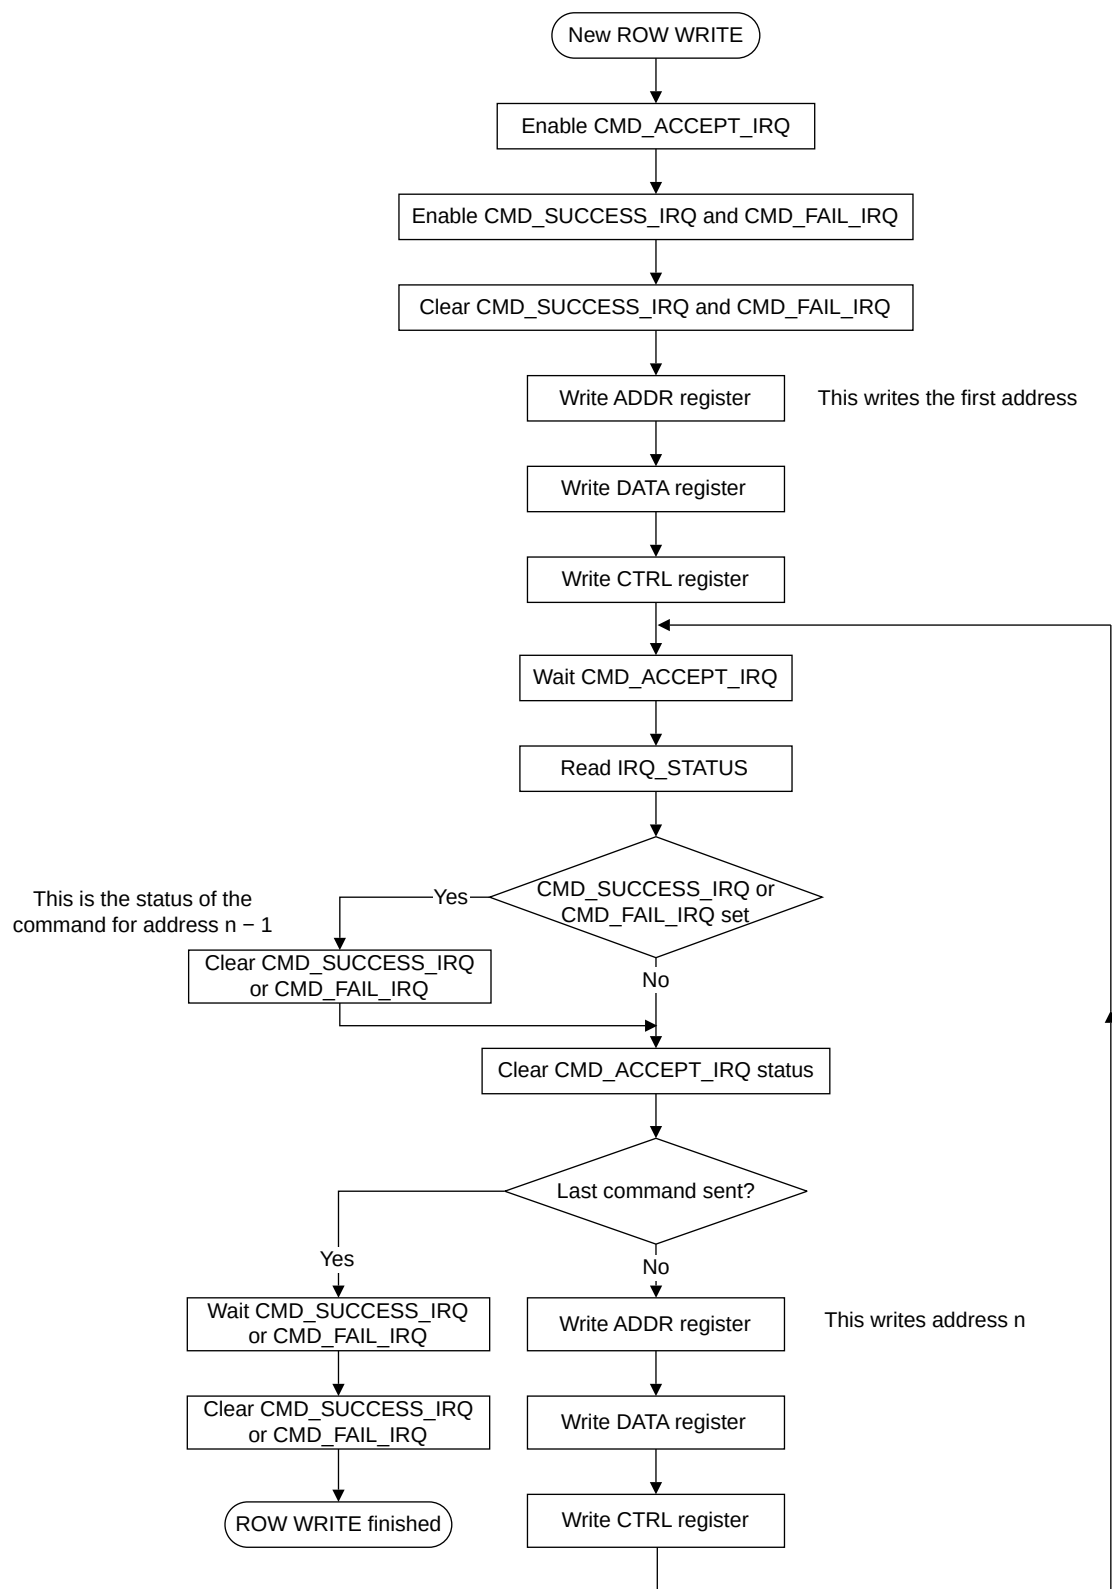 New ROW WRITE
Enable CMD_ACCEPT_IRQ
Enable CMD_SUCCESS_IRQ and CMD_FAIL_IRQ
Clear CMD_SUCCESS_IRQ and CMD_FAIL_IRQ
Write ADDR register
This writes the first address
Write DATA register
Write CTRL register
Wait CMD_ACCEPT_IRQ
Read IRQ_STATUS
CMD_SUCCESS_IRQ or
CMD_FAIL_IRQ set
Yes
This is the status of the
command for address n − 1
Clear CMD_SUCCESS_IRQ
or CMD_FAIL_IRQ
No
Clear CMD_ACCEPT_IRQ status
Last command sent?
Yes
No
Wait CMD_SUCCESS_IRQ
or CMD_FAIL_IRQ
Write ADDR register
This writes address n
Clear CMD_SUCCESS_IRQ
or CMD_FAIL_IRQ
Write DATA register
ROW WRITE finished
Write CTRL register